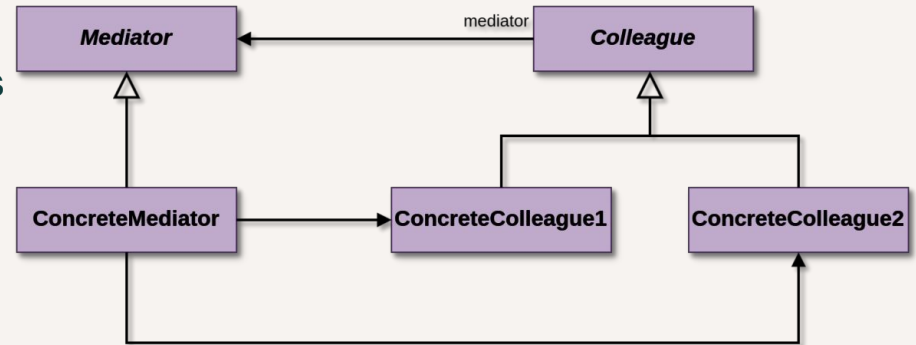 mediator
Mediator
Colleague
s
ConcreteMediator
ConcreteColleague1
ConcreteColleague2